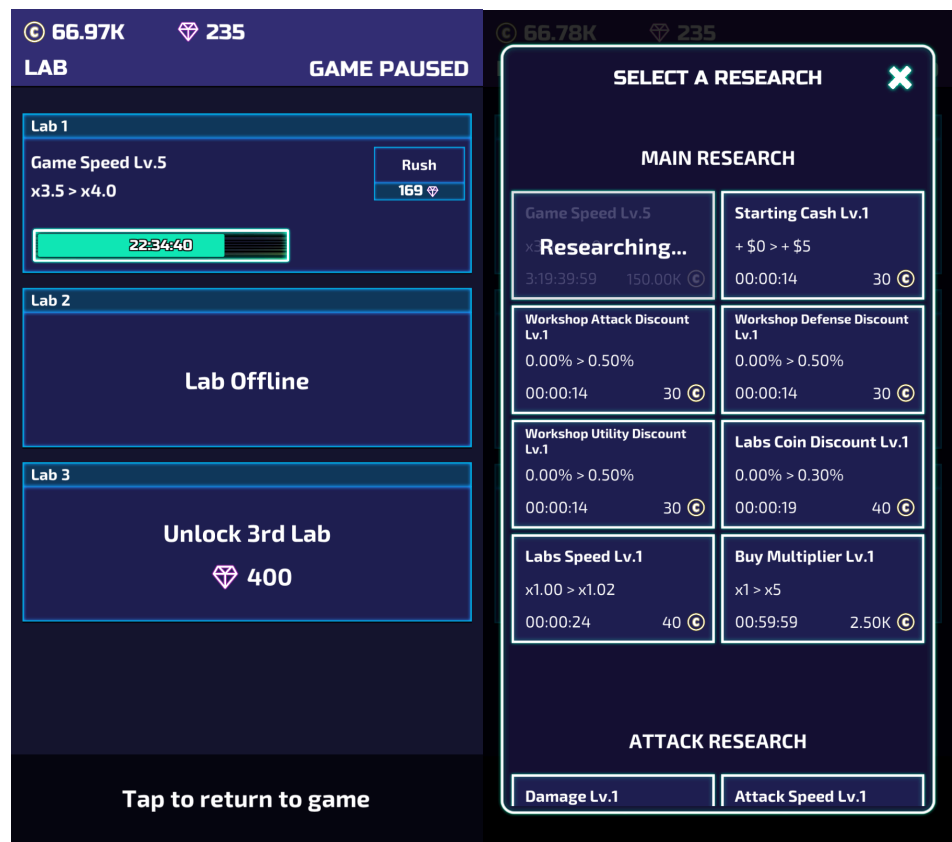 66.97K 235
LAB GAME PAUSED
Lab 1
Game Speed Lv.5
x3.5 > x4.0
Rush
169
22:34:40
Lab 2
Lab Offline
Lab 3
Unlock 3rd Lab
400
Tap to return to game
66.78K 235
SELECT A RESEARCH
MAIN RESEARCH
Game Speed Lv.5
Researching...
3:19:39:59 150.00K
Starting Cash Lv.1
+ $0 > + $5
00:00:14 30
Workshop Attack Discount
Lv.1
0.00% > 0.50%
00:00:14 30
Workshop Defense Discount
Lv.1
0.00% > 0.50%
00:00:14 30
Workshop Utility Discount
Lv.1
0.00% > 0.50%
00:00:14 30
Labs Coin Discount Lv.1
0.00% > 0.30%
00:00:19 40
Labs Speed Lv.1
x1.00 > x1.02
00:00:24 40
Buy Multiplier Lv.1
x1 > x5
00:59:59 2.50K
ATTACK RESEARCH
Damage Lv.1
Attack Speed Lv.1